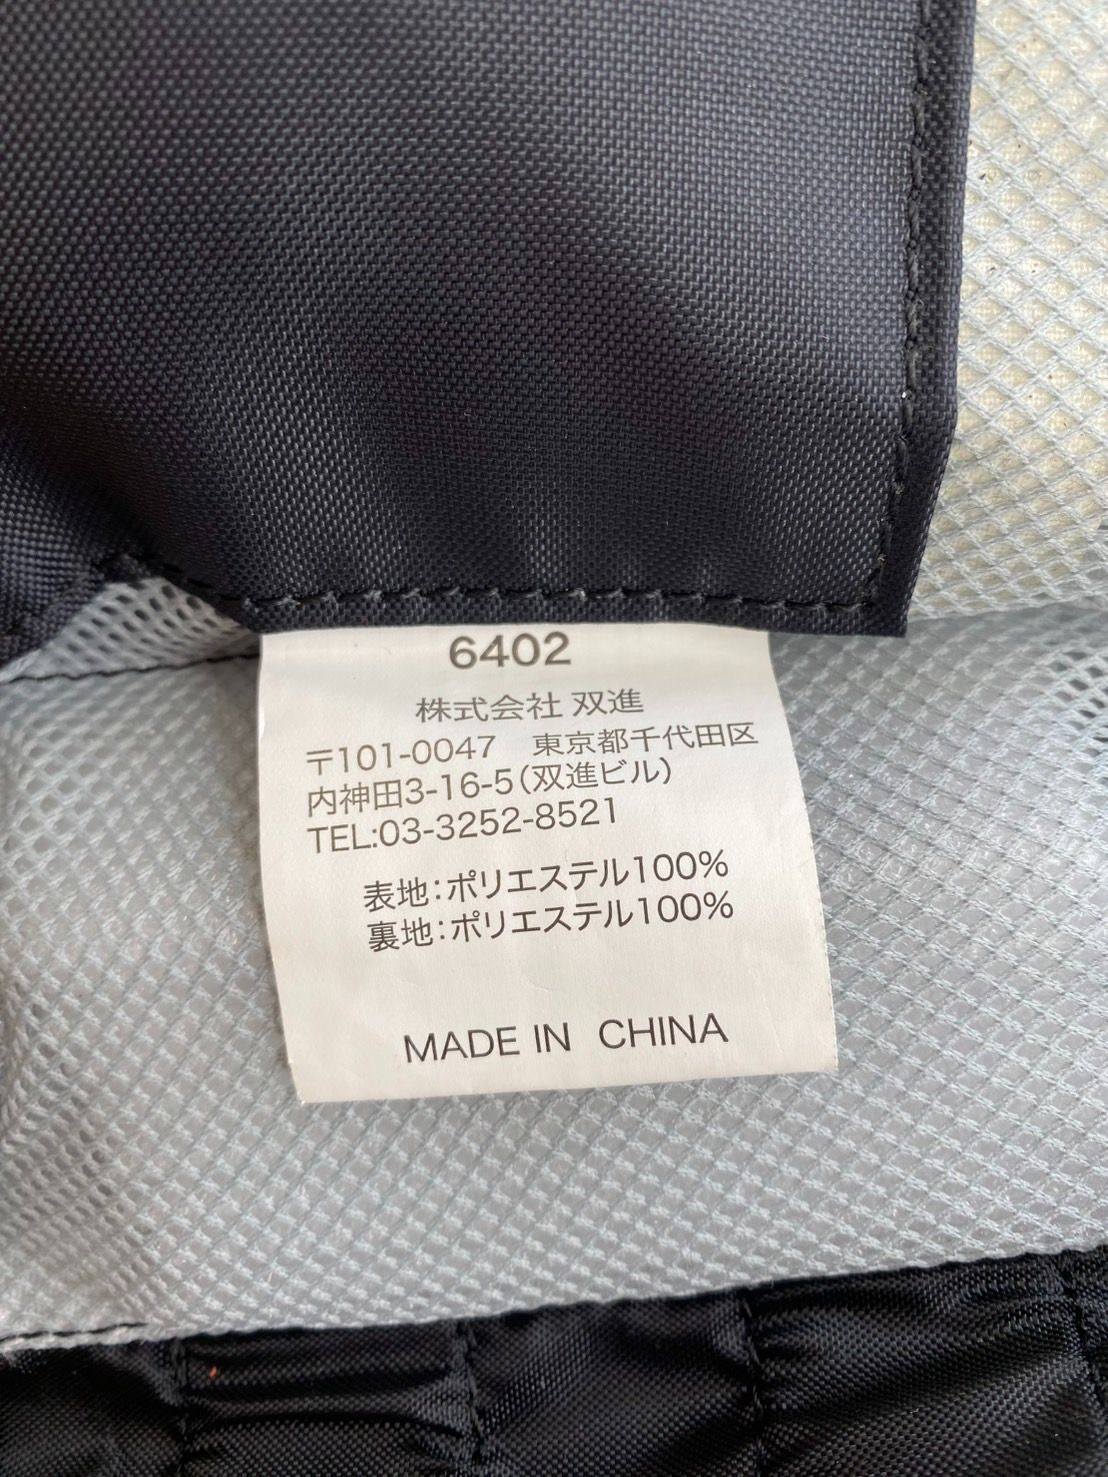 6402
株式会社 双進
〒101-0047　東京都千代田区
内神田3-16-5(双進ビル)
TEL:03-3252-8521
表地:ポリエステル100%
裏地:ポリエステル100%
MADE IN CHINA